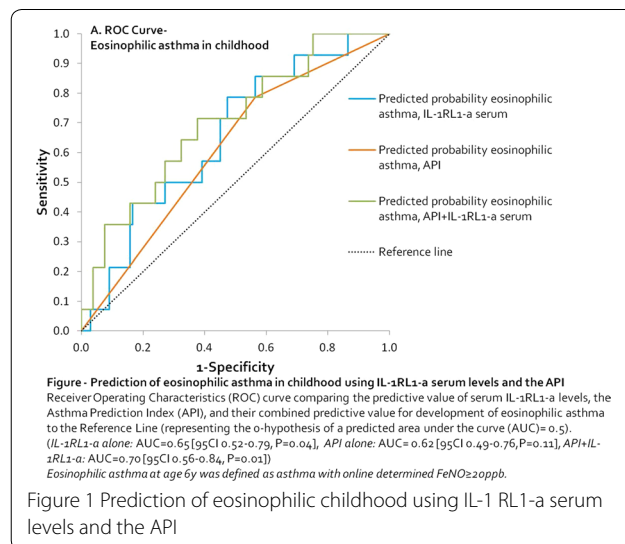 A. ROC Curve-
Eosinophilic asthma in childhood
1.0
0.9
0.8
0.7
0.6
0.5
0.4
0.3
0.2
0.1
0.0
Sensitivity
0.0 0.2 0.4 0.6 0.8 1.0
1-Specificity
Predicted probability eosinophilic
asthma, IL-1RL1-a serum
Predicted probability eosinophilic
asthma, API
Predicted probability eosinophilic
asthma, API+IL-1RL1-a serum
Reference line
Figure - Prediction of eosinophilic asthma in childhood using IL-1RL1-a serum levels and the API
Receiver Operating Characteristics (ROC) curve comparing the predictive value of serum IL-1RL1-a levels, the
Asthma Prediction Index (API), and their combined predictive value for development of eosinophilic asthma
to the Reference Line (representing the 0-hypothesis of a predicted area under the curve (AUC)= 0.5).
(IL-1RL1-a alone: AUC=0.65 [95CI 0.52-0.79, P=0.04], API alone: AUC= 0.62 [95CI 0.49-0.76, P=0.11], API+IL-
1RL1-a: AUC=0.70 [95CI 0.56-0.84, P=0.01])
Eosinophilic asthma at age 6y was defined as asthma with online determined FeNO≥20ppb.
Figure 1 Prediction of eosinophilic childhood using IL-1 RL1-a serum
levels and the API